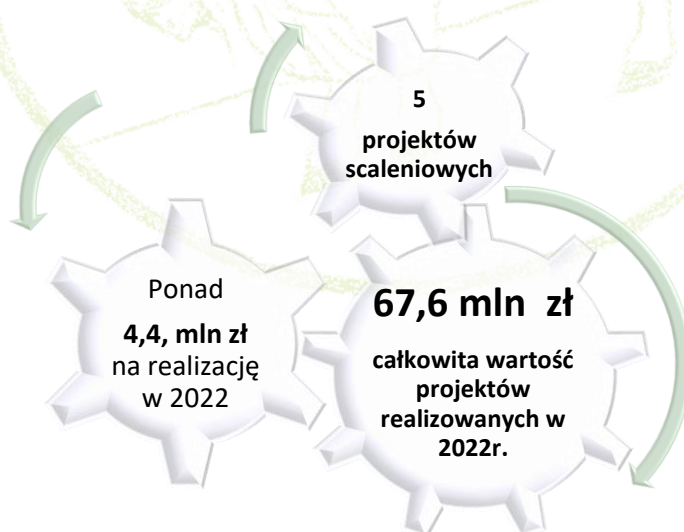 5
projektów
scaleniowych
Ponad
4,4, mln zł
na realizację
w 2022
67,6 mln zł
całkowita wartość
projektów
realizowanych w
2022r.